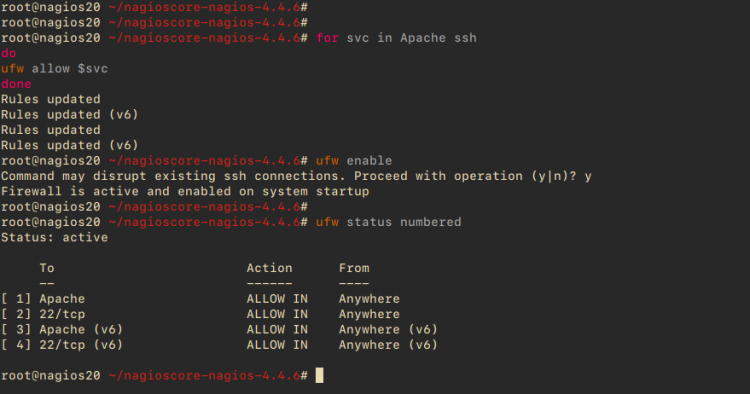 root@nagios20 ~/nagioscore-nagios-4.4.6#
root@nagios20 ~/nagioscore-nagios-4.4.6#
root@nagios20 ~/nagioscore-nagios-4.4.6# for svc in Apache ssh
do
ufw allow $svc
done
Rules updated
Rules updated (v6)
Rules updated
Rules updated (v6)
root@nagios20 ~/nagioscore-nagios-4.4.6# ufw enable
Command may disrupt existing ssh connections. Proceed with operation (y|n)? y
Firewall is active and enabled on system startup
root@nagios20 ~/nagioscore-nagios-4.4.6#
root@nagios20 ~/nagioscore-nagios-4.4.6# ufw status numbered
Status: active

     To                         Action      From
     --                         ------      ----
[ 1] Apache                     ALLOW IN    Anywhere
[ 2] 22/tcp                     ALLOW IN    Anywhere
[ 3] Apache (v6)                ALLOW IN    Anywhere (v6)
[ 4] 22/tcp (v6)                ALLOW IN    Anywhere (v6)

root@nagios20 ~/nagioscore-nagios-4.4.6#